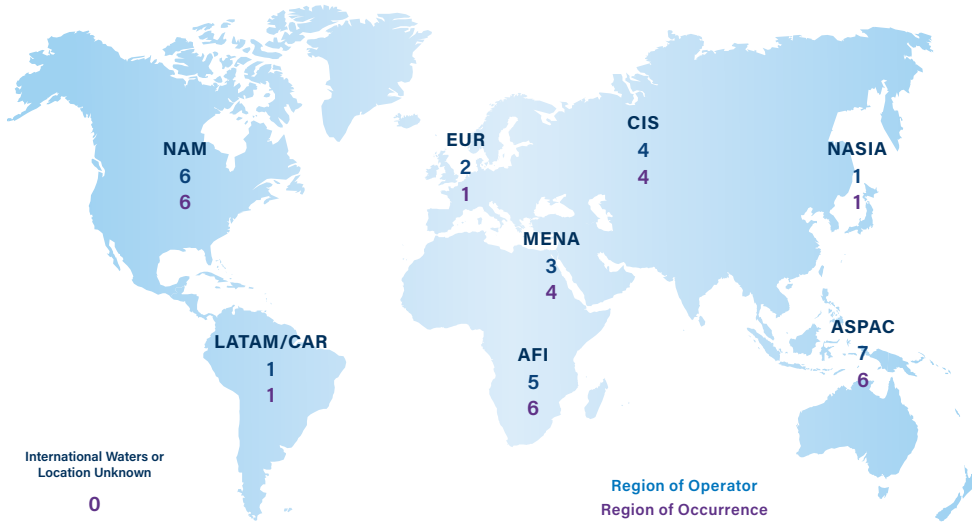 NAM
6
6
EUR
2
1
CIS
4
4
NASIA
1
1
MENA
3
4
LATAM/CAR
1
1
AFI
5
6
ASPAC
7
6
International Waters or
Location Unknown
0
Region of Operator
Region of Occurrence